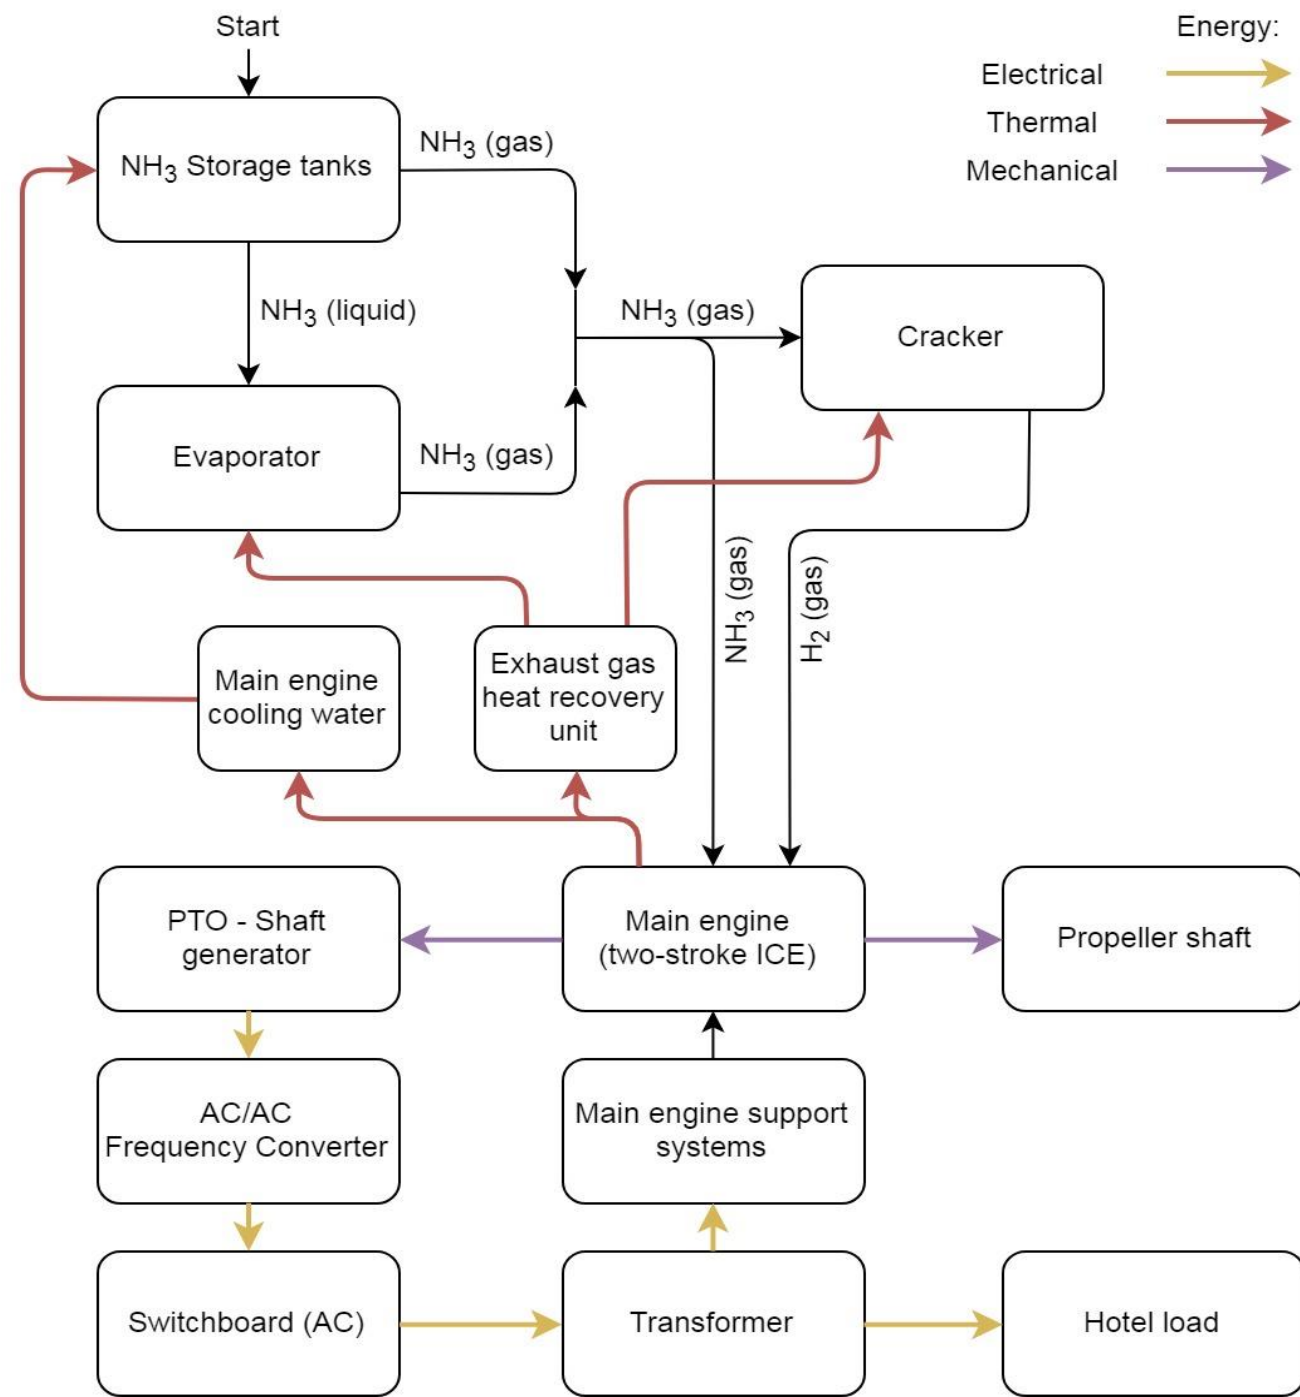 Start
Energy:
Electrical
Thermal
Mechanical
NH3 Storage tanks
NH3 (gas)
NH3 (liquid)
NH3 (gas)
Cracker
Evaporator
NH3 (gas)
NH3 (gas)
H2 (gas)
Main engine
cooling water
Exhaust gas
heat recovery
unit
PTO - Shaft
generator
Main engine
(two-stroke ICE)
Propeller shaft
AC/AC
Frequency Converter
Main engine support
systems
Switchboard (AC)
Transformer
Hotel load